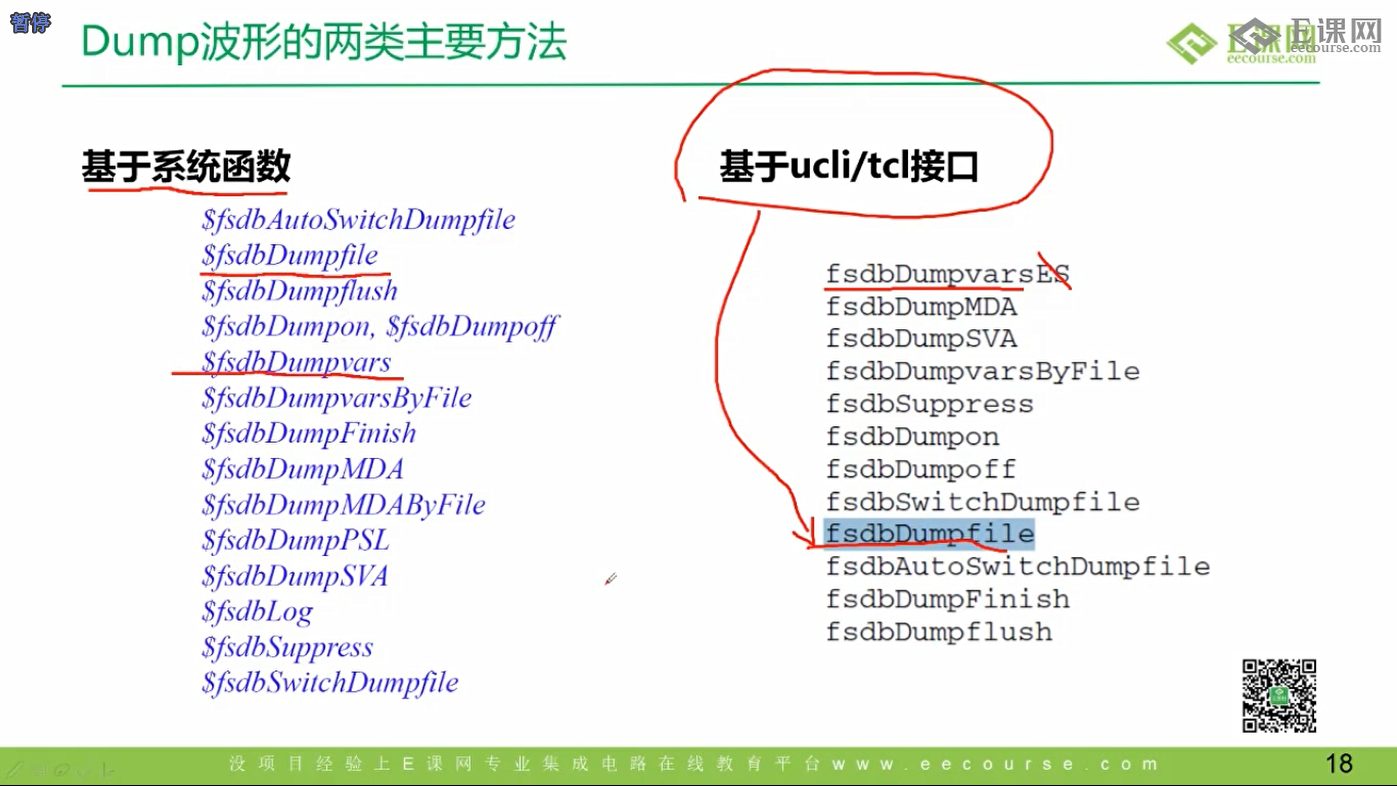 暂停
Dump波形的两类主要方法
E课网
eecourse.com
eecourse.com
基于系统函数
$fsdbAutoSwitchDumpfile
$fsdbDumpfile
$fsdbDumpflush
$fsdbDumpon, $fsdbDumpoff
$fsdbDumpvars
$fsdbDumpvarsByFile
$fsdbDumpFinish
$fsdbDumpMDA
$fsdbDumpMDAByFile
$fsdbDumpPSL
$fsdbDumpSVA
$fsdbLog
$fsdbSuppress
$fsdbSwitchDumpfile
基于ucli/tcl接口
fsdbDumpvarsES
fsdbDumpMDA
fsdbDumpSVA
fsdbDumpvarsByFile
fsdbSuppress
fsdbDumpon
fsdbDumpoff
fsdbSwitchDumpfile
fsdbDumpfile
fsdbAutoSwitchDumpfile
fsdbDumpFinish
fsdbDumpflush
没项目经验上E课网专业集成电路在线教育平台www.eecourse.com
18